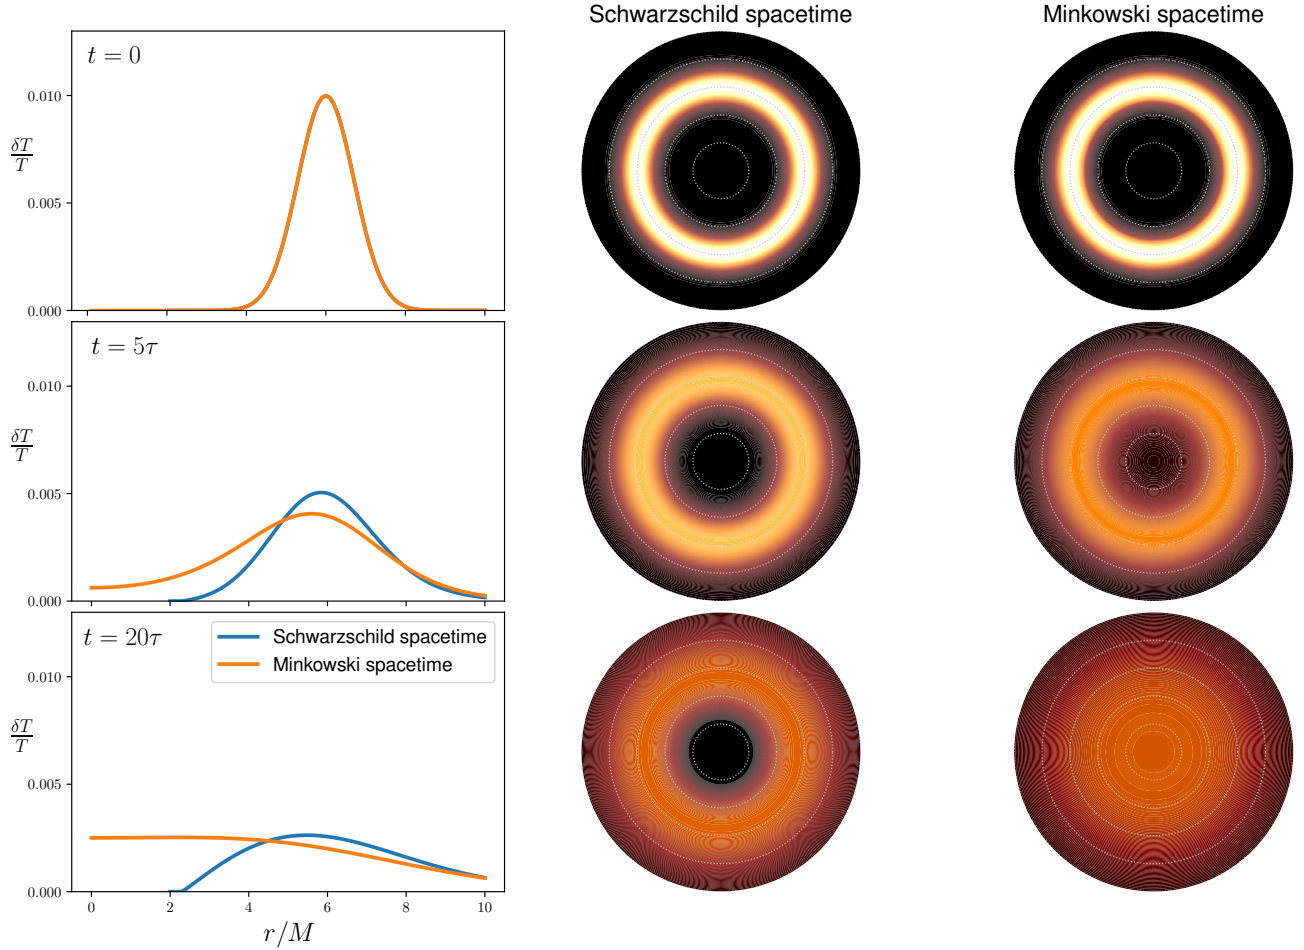 Schwarzschild spacetime
Minkowski spacetime
t = 0
0.010
δT/T
0.005
0.000
t = 5τ
0.010
δT/T
0.005
0.000
t = 20τ
Schwarzschild spacetime
Minkowski spacetime
0.010
δT/T
0.005
0.000
0 2 4 6 8 10
r/M